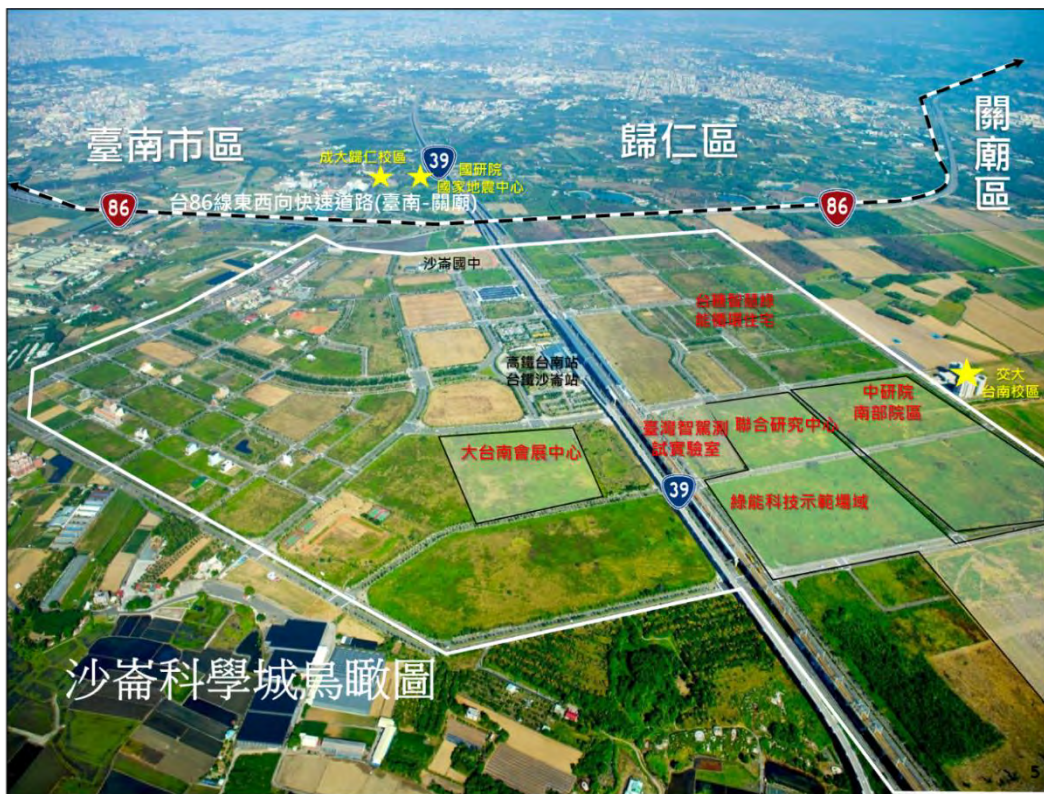 臺南市區
成大歸仁校區
39
國研院
國家地震中心
歸仁區
關廟區
86
台86線東西向快速道路(臺南-關廟)
86
沙崙國中
台糖智慧綠
能循環住宅
高鐵台南站
台鐵沙崙站
交大
台南校區
中研院
南部院區
大台南會展中心
臺灣智駕測
試實驗室
聯合研究中心
39
綠能科技示範場域
沙崙科學城鳥瞰圖
5